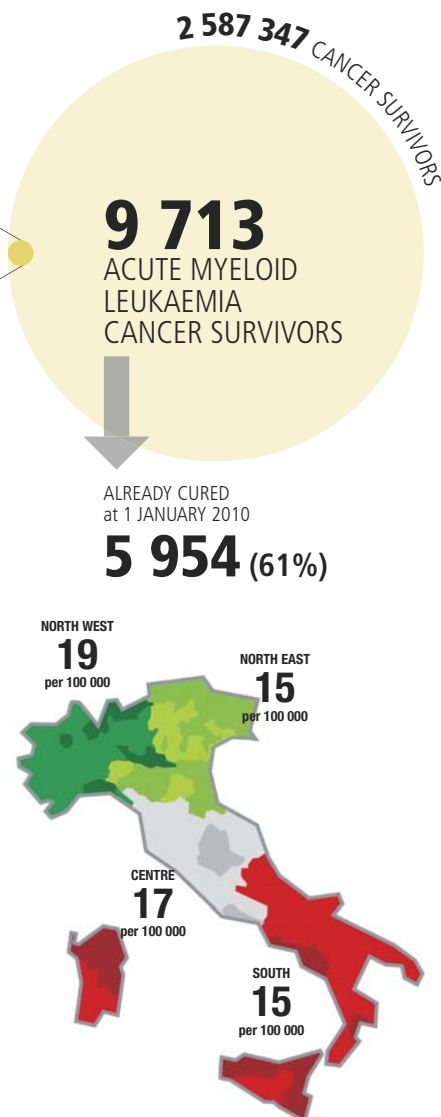 2 587 347 CANCER SURVIVORS
9 713
ACUTE MYELOID
LEUKAEMIA
CANCER SURVIVORS
ALREADY CURED
at 1 JANUARY 2010
5 954 (61%)
NORTH WEST
19
per 100 000
NORTH EAST
15
per 100 000
CENTRE
17
per 100 000
SOUTH
15
per 100 000